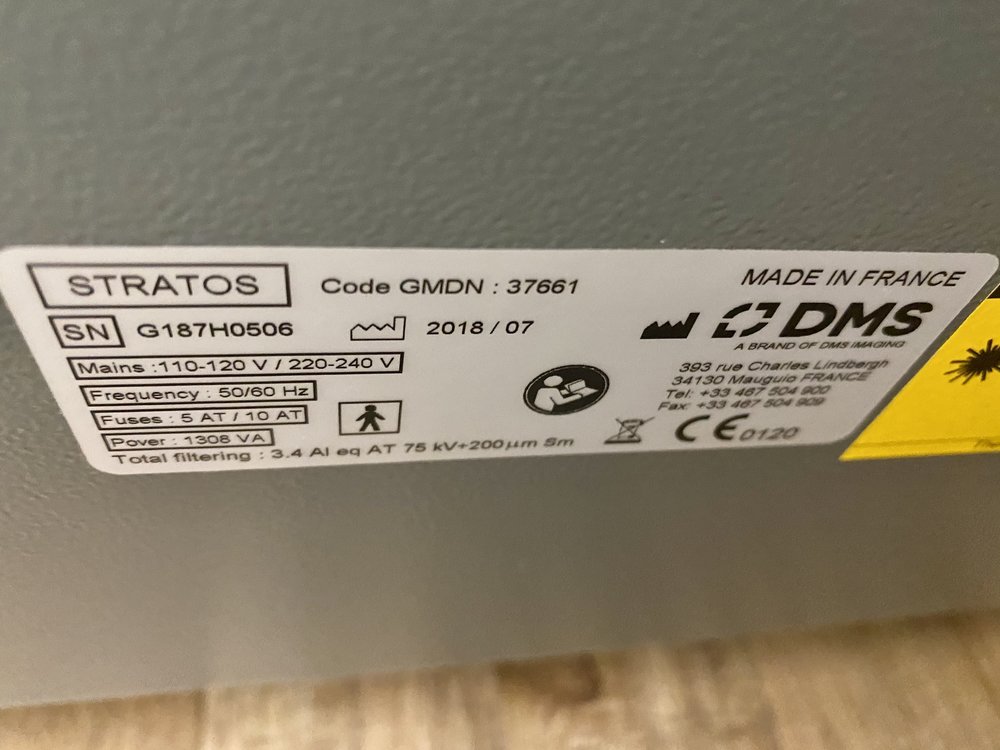 STRATOS
Code GMDN : 37661
MADE IN FRANCE
SN G187H0506
2018 / 07
DMS
A BRAND OF DMS IMAGING
Mains :110-120 V / 220-240 V
Frequency : 50/60 Hz
Fuses : 5 AT / 10 AT
Pover : 1308 VA
Total filtering : 3.4 Al eq AT 75 kV+200µm Sm
393 rue Charles Lindbergh
34130 Mauguio FRANCE
Tel: +33 467 504 900
Fax: +33 467 504 909
CE 0120